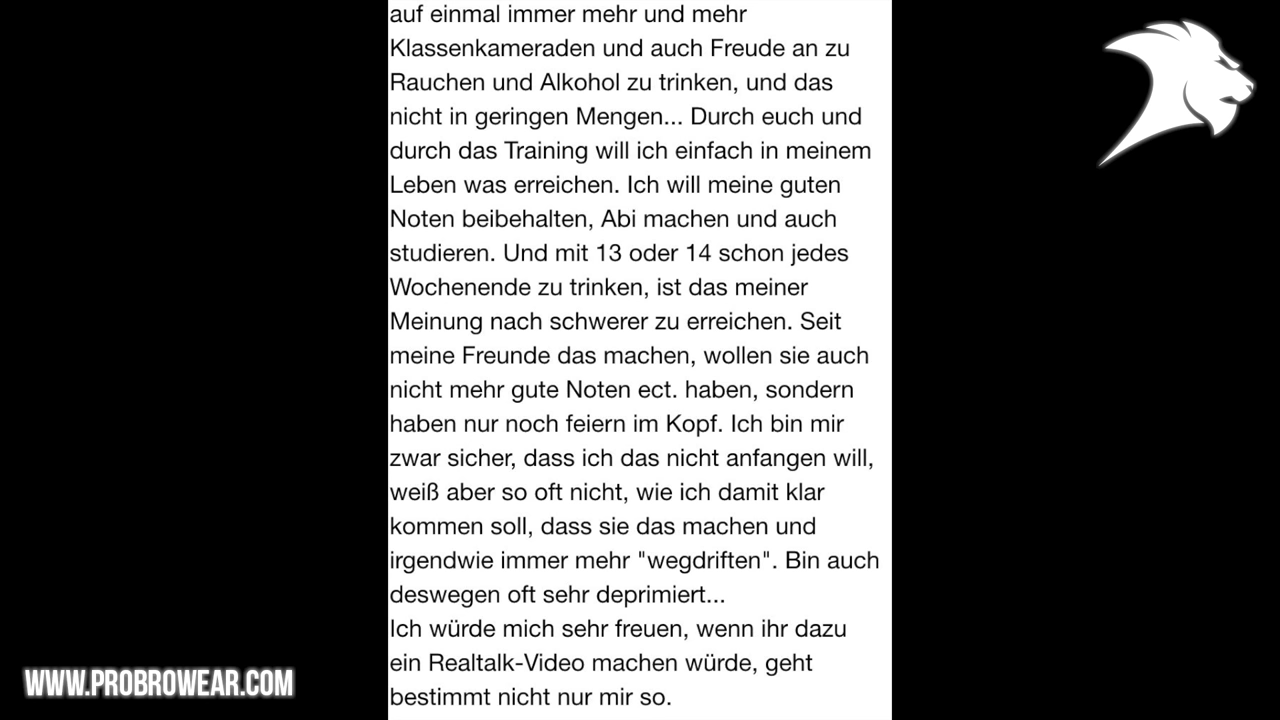 auf einmal immer mehr und mehr
Klassenkameraden und auch Freude an zu
Rauchen und Alkohol zu trinken, und das
nicht in geringen Mengen... Durch euch und
durch das Training will ich einfach in meinem
Leben was erreichen. Ich will meine guten
Noten beibehalten, Abi machen und auch
studieren. Und mit 13 oder 14 schon jedes
Wochenende zu trinken, ist das meiner
Meinung nach schwerer zu erreichen. Seit
meine Freunde das machen, wollen sie auch
nicht mehr gute Noten ect. haben, sondern
haben nur noch feiern im Kopf. Ich bin mir
zwar sicher, dass ich das nicht anfangen will,
weiß aber so oft nicht, wie ich damit klar
kommen soll, dass sie das machen und
irgendwie immer mehr "wegdriften". Bin auch
deswegen oft sehr deprimiert...
Ich würde mich sehr freuen, wenn ihr dazu
ein Realtalk-Video machen würde, geht
bestimmt nicht nur mir so.
WWW.PROBROWEAR.COM